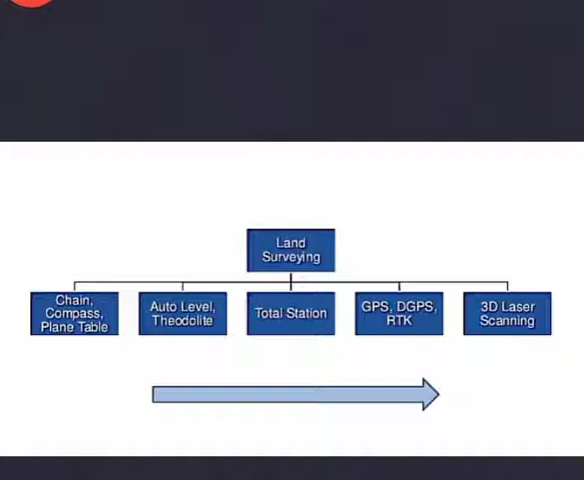 Land
Surveying
Chain,
Compass,
Plane Table
Auto Level,
Theodolite
Total Station
GPS, DGPS,
RTK
3D Laser
Scanning